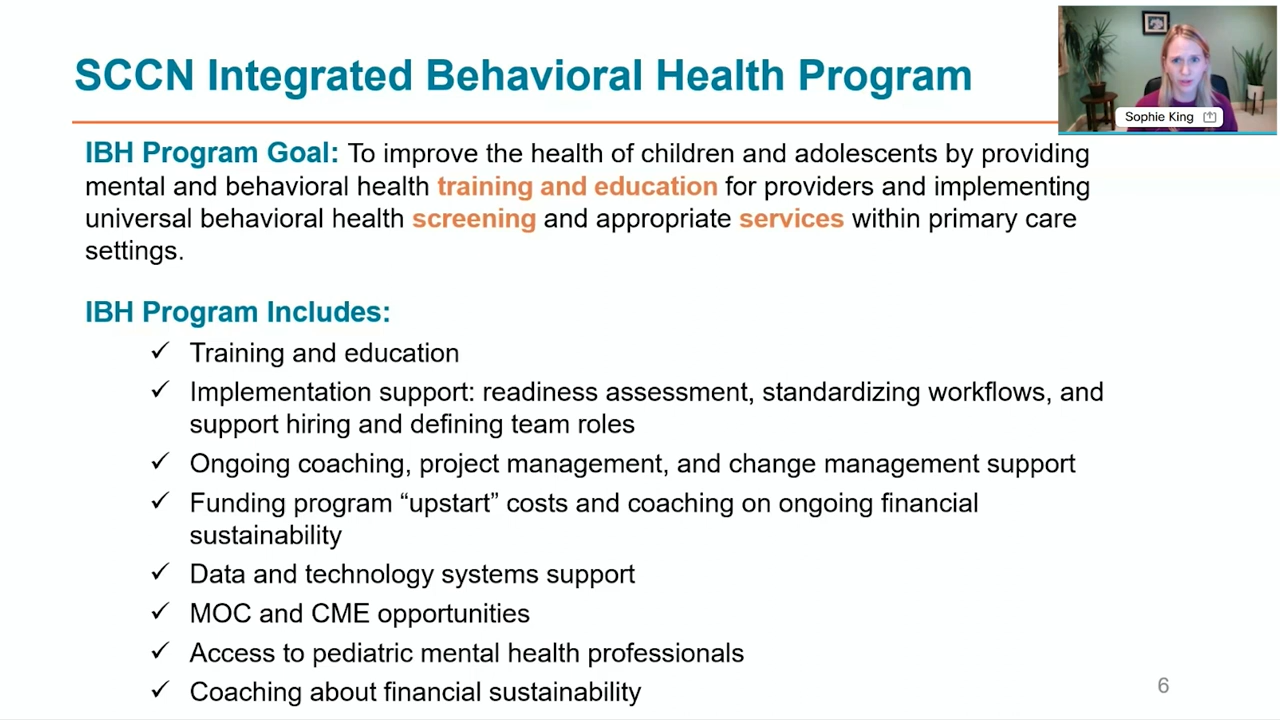 SCCN Integrated Behavioral Health Program
Sophie King
IBH Program Goal: To improve the health of children and adolescents by providing
mental and behavioral health training and education for providers and implementing
universal behavioral health screening and appropriate services within primary care
settings.
IBH Program Includes:
✓ Training and education
✓ Implementation support: readiness assessment, standardizing workflows, and
support hiring and defining team roles
✓ Ongoing coaching, project management, and change management support
✓ Funding program “upstart” costs and coaching on ongoing financial
sustainability
✓ Data and technology systems support
✓ MOC and CME opportunities
✓ Access to pediatric mental health professionals
✓ Coaching about financial sustainability
6